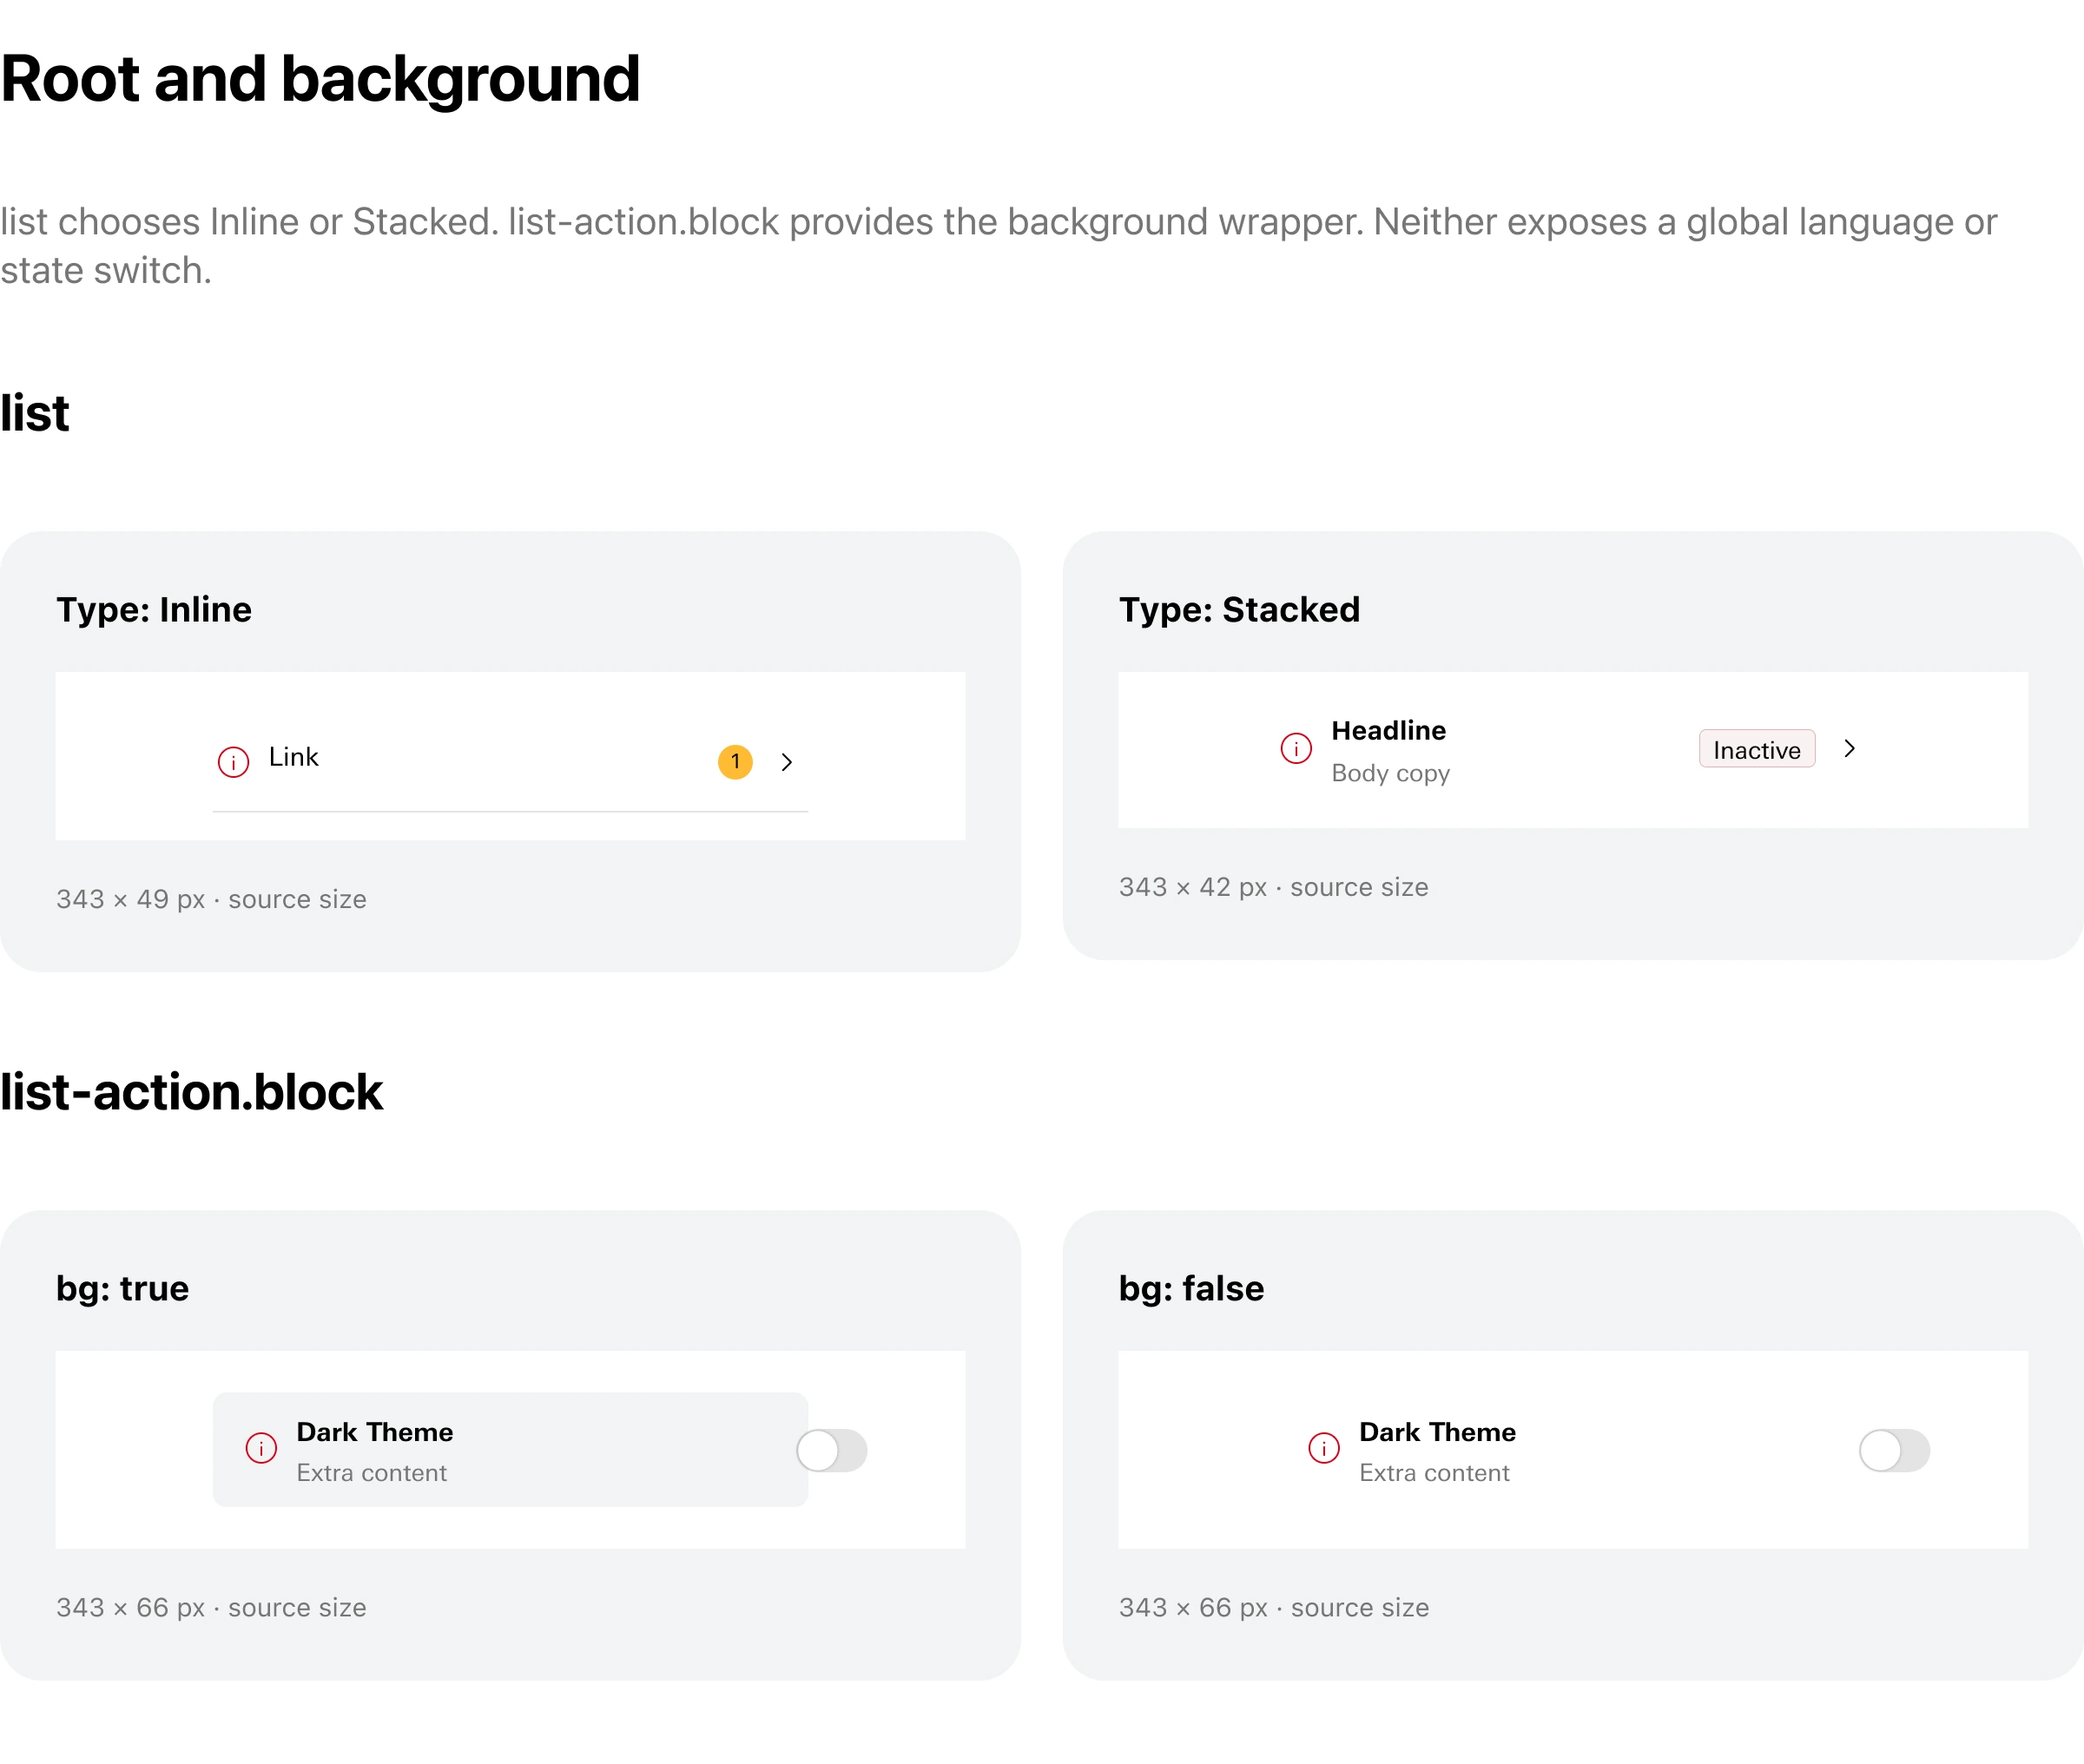 Root and background
list chooses Inline or Stacked. list-action.block provides the background wrapper. Neither exposes a global language or
state switch.
list
Type: Inline
Link
1
343 × 49 px · source size
Type: Stacked
Headline
Body copy
Inactive
343 × 42 px · source size
list-action.block
bg: true
Dark Theme
Extra content
343 × 66 px · source size
bg: false
Dark Theme
Extra content
343 × 66 px · source size